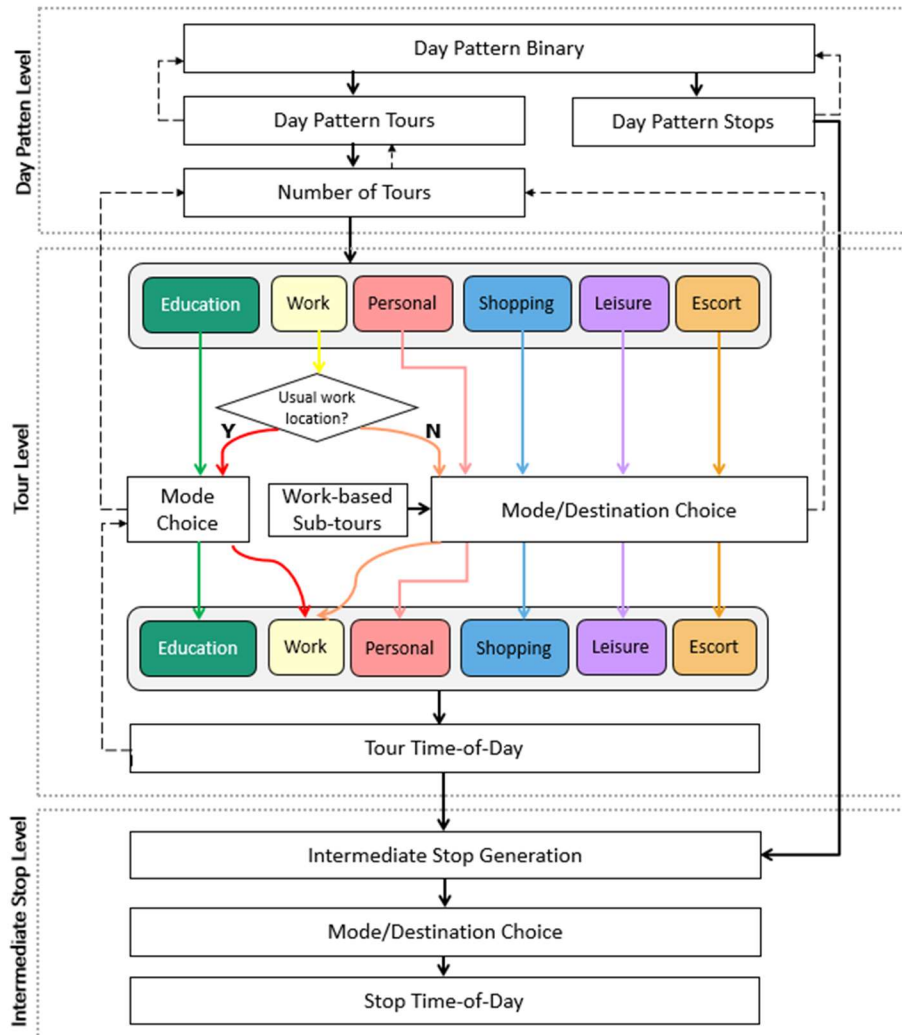 Day Patten Level
Day Pattern Binary
Day Pattern Tours
Day Pattern Stops
Number of Tours
Tour Level
Education
Work
Personal
Shopping
Leisure
Escort
Usual work
location?
Y
N
Mode
Choice
Work-based
Sub-tours
Mode/Destination Choice
Education
Work
Personal
Shopping
Leisure
Escort
Tour Time-of-Day
Intermediate Stop Level
Intermediate Stop Generation
Mode/Destination Choice
Stop Time-of-Day